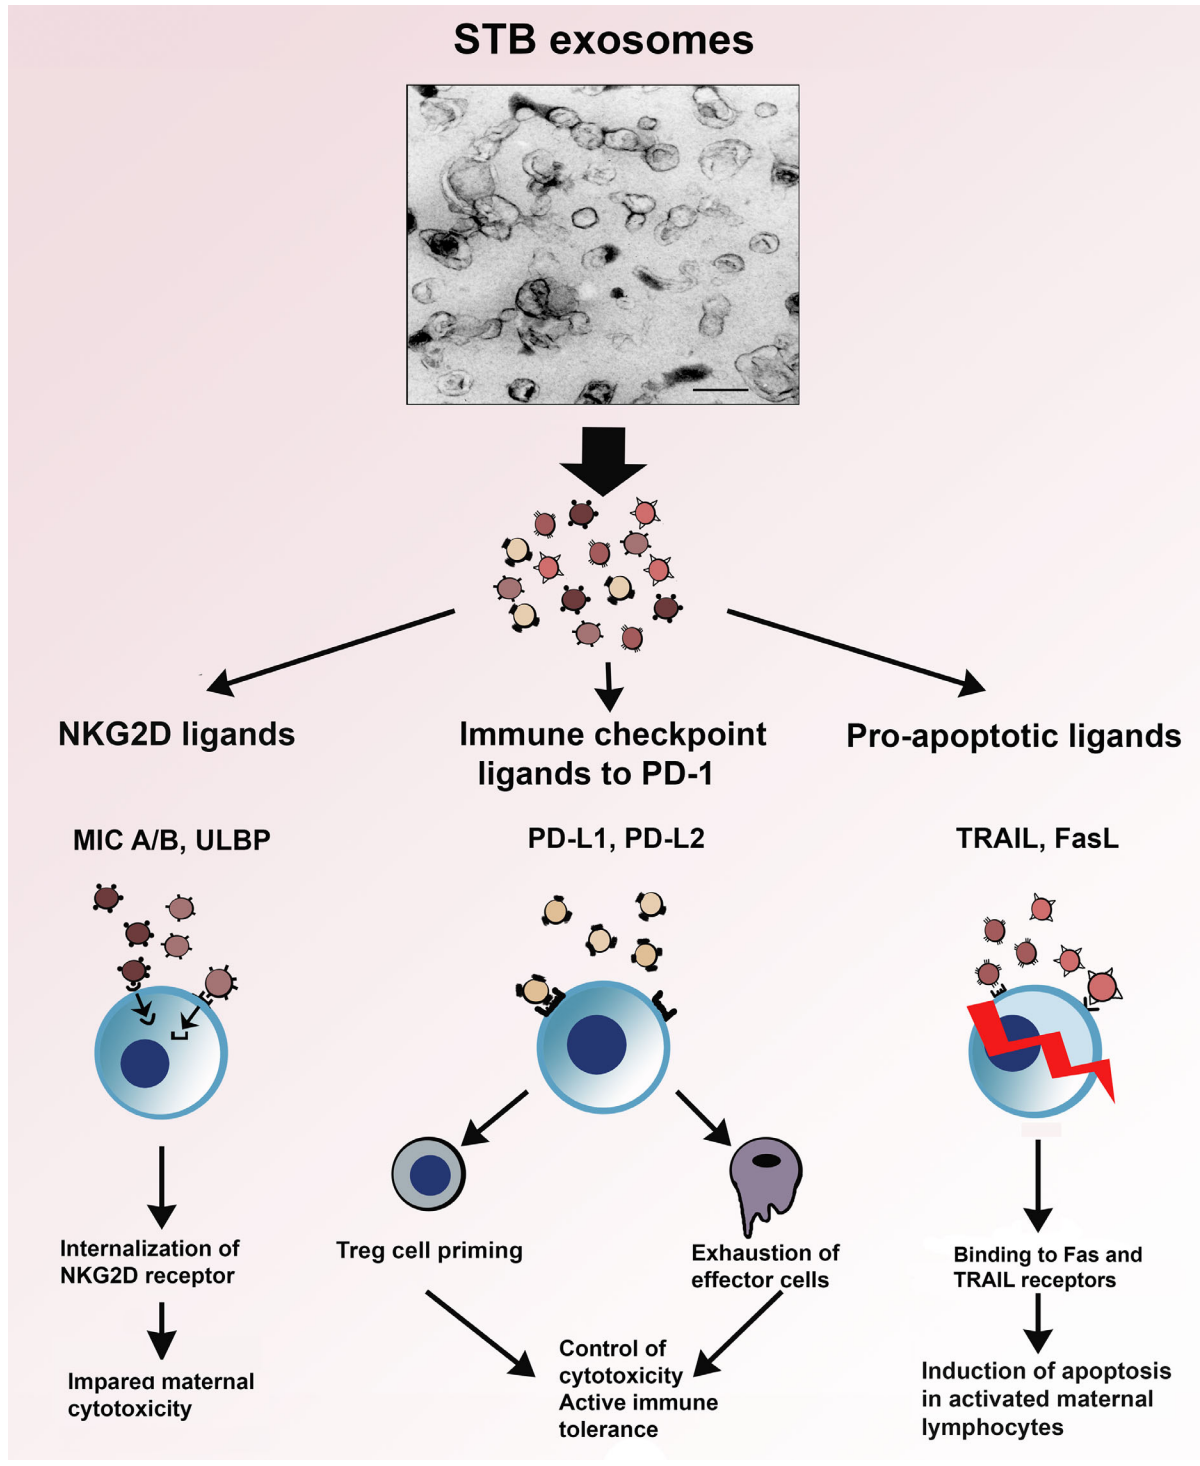 STB exosomes
NKG2D ligands
Immune checkpoint
ligands to PD-1
Pro-apoptotic ligands
MIC A/B, ULBP
PD-L1, PD-L2
TRAIL, FasL
Internalization of
NKG2D receptor
Treg cell priming
Exhaustion of
effector cells
Binding to Fas and
TRAIL receptors
Impared maternal
cytotoxicity
Control of
cytotoxicity
Active immune
tolerance
Induction of apoptosis
in activated maternal
lymphocytes